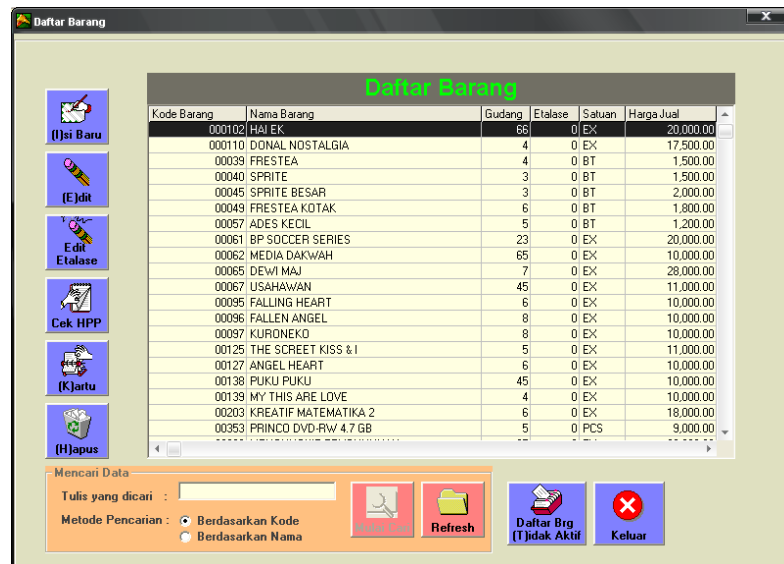 Daftar Barang
x
Daftar Barang
Kode Barang Nama Barang Gudang Etalase Satuan Harga Jual
000102 HAI EK 66 0 EX 20,000.00
000110 DONAL NOSTALGIA 4 0 EX 17,500.00
00039 FRESTEA 4 0 BT 1,500.00
00040 SPRITE 3 0 BT 1,500.00
00045 SPRITE BESAR 3 0 BT 2,000.00
00049 FRESTEA KOTAK 6 0 BT 1,800.00
00057 ADES KECIL 5 0 BT 1,200.00
00061 BP SOCCER SERIES 23 0 EX 20,000.00
00062 MEDIA DAKWAH 65 0 EX 10,000.00
00065 DEWI MAJ 7 0 EX 28,000.00
00067 USAHAWAN 45 0 EX 11,000.00
00095 FALLING HEART 6 0 EX 10,000.00
00096 FALLEN ANGEL 8 0 EX 10,000.00
00097 KURONEKO 8 0 EX 10,000.00
00125 THE SCREET KISS & I 5 0 EX 11,000.00
00127 ANGEL HEART 6 0 EX 10,000.00
00138 PUKU PUKU 45 0 EX 10,000.00
00139 MY THIS ARE LOVE 4 0 EX 10,000.00
00203 KREATIF MATEMATIKA 2 6 0 EX 18,000.00
00353 PRINCO DVD-RW 4.7 GB 5 0 PCS 9,000.00
(I)si Baru
(E)dit
Edit
Etalase
Cek HPP
(K)artu
(H)apus
Mencari Data
Tulis yang dicari :
Metode Pencarian : Berdasarkan Kode
Berdasarkan Nama
Refresh
Daftar Brg
(T)idak Aktif
Keluar